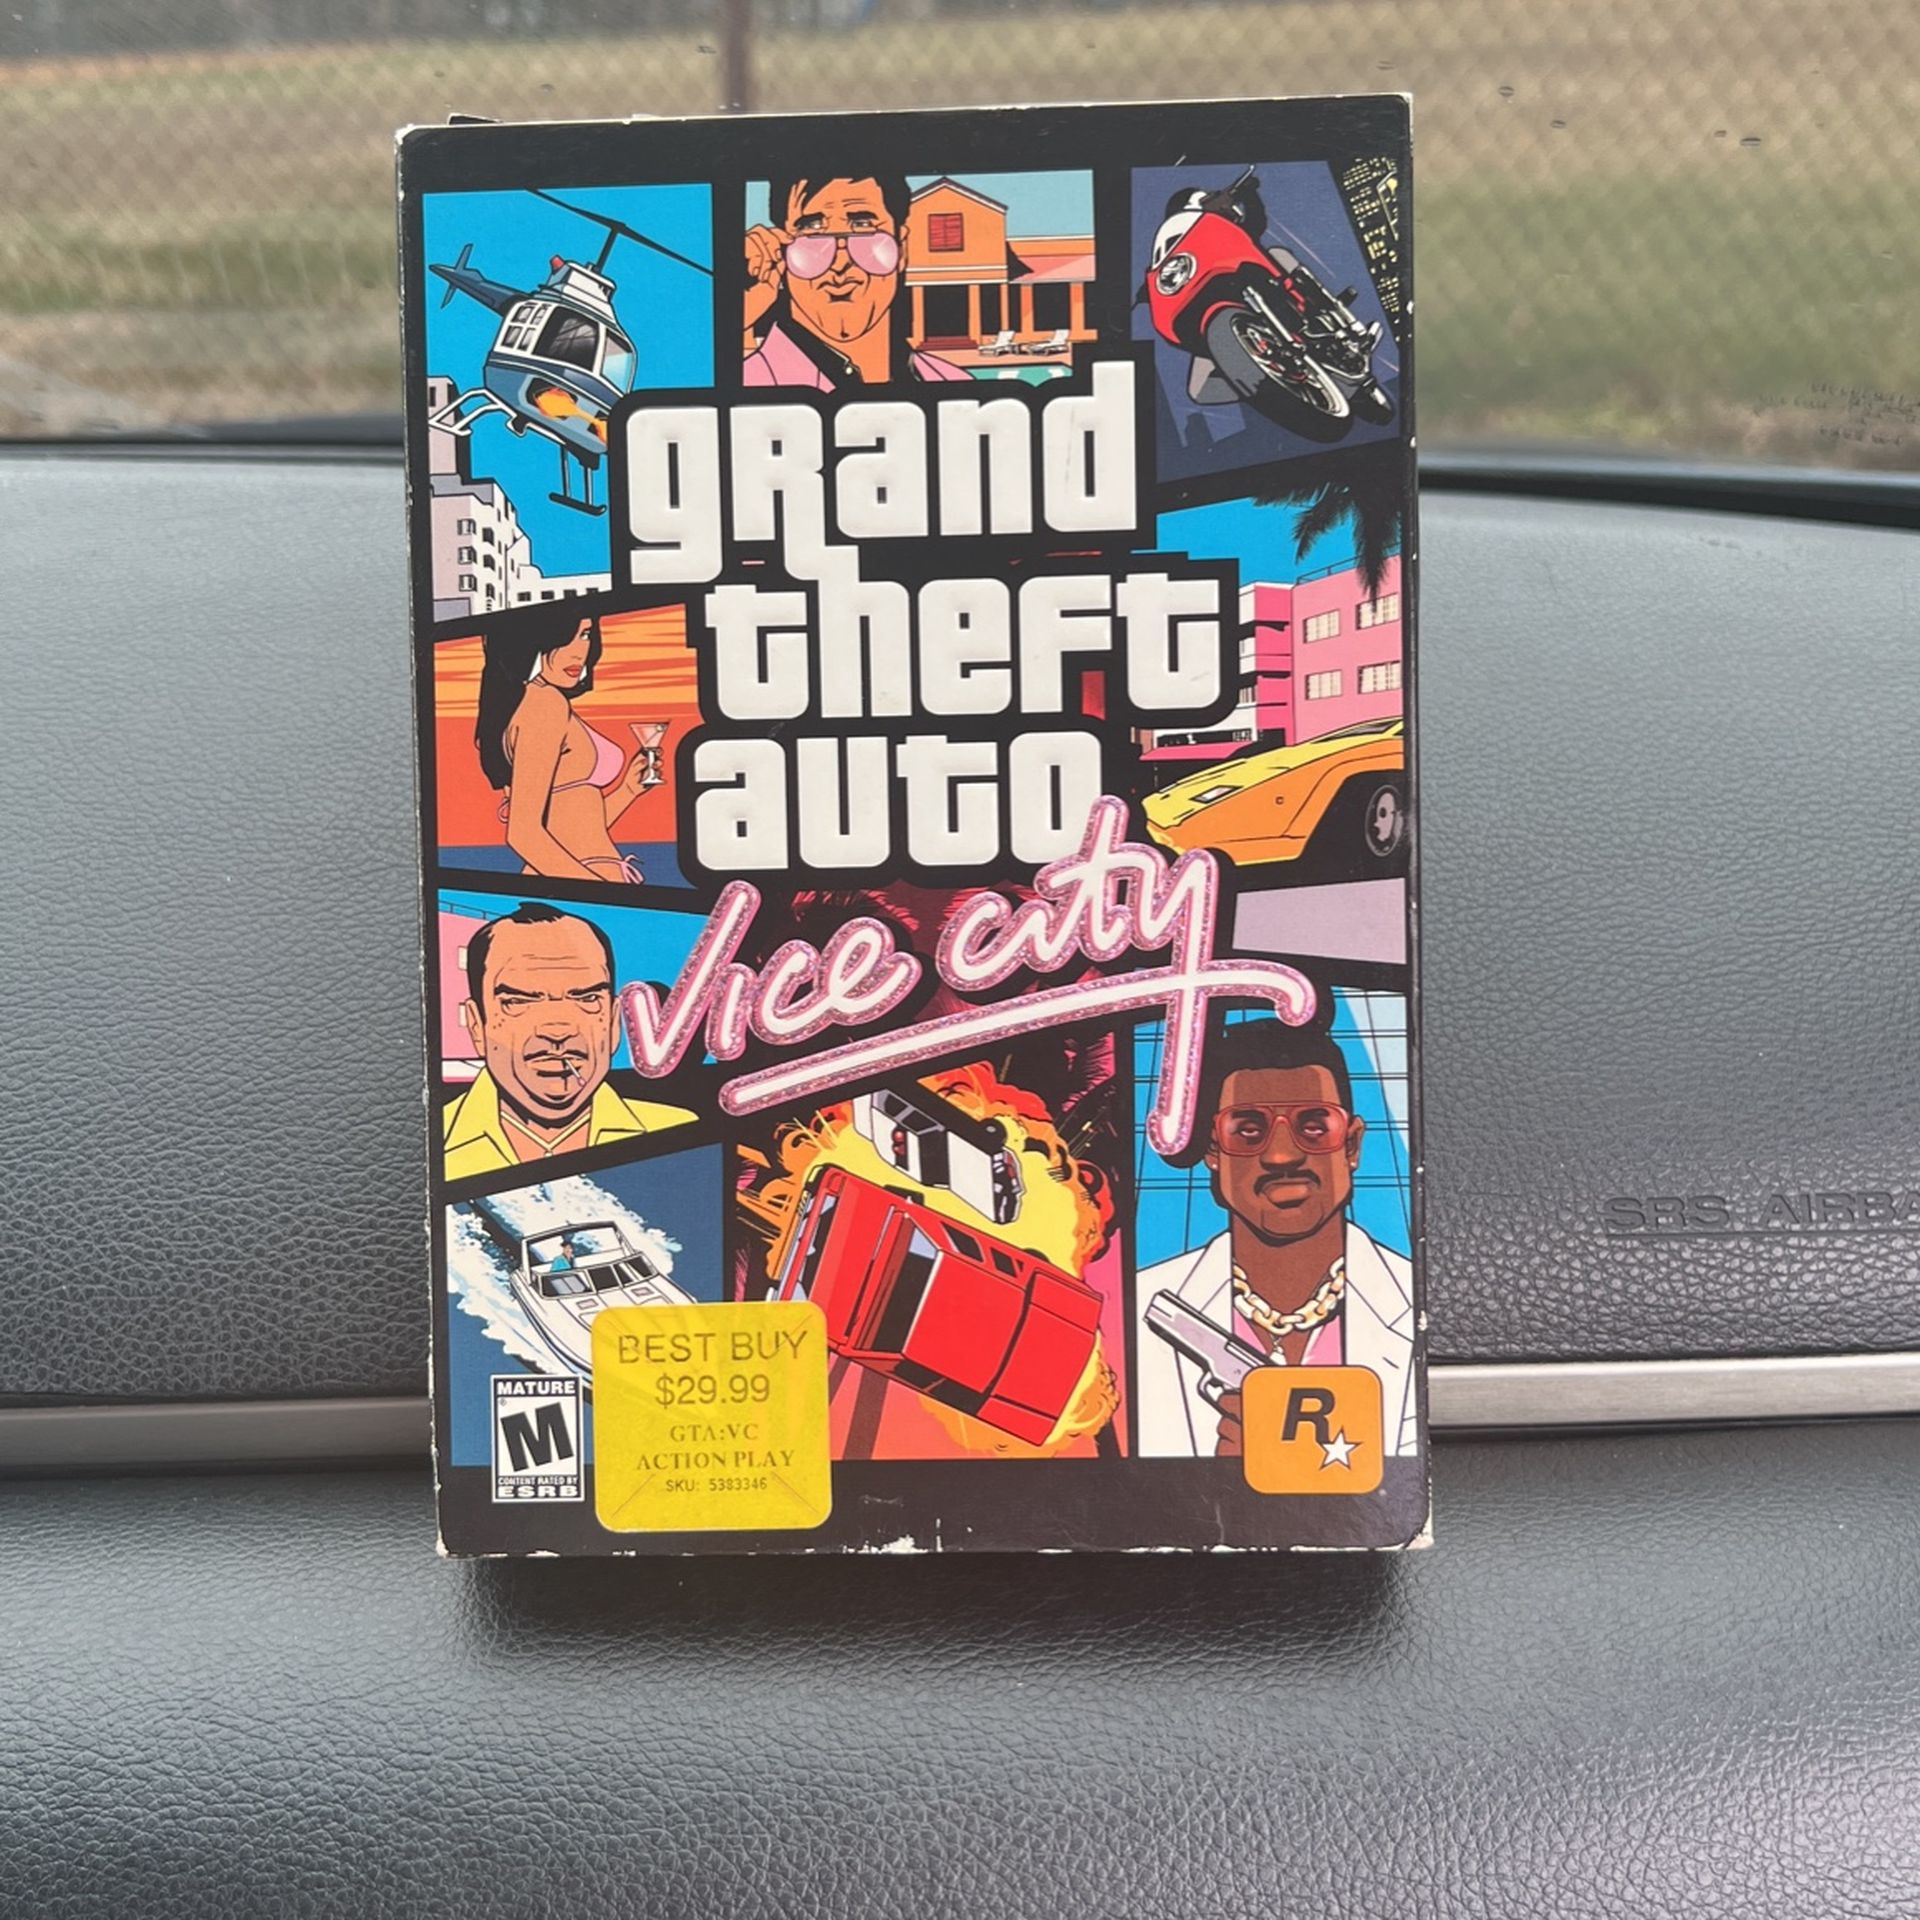 grand
theft
auto
Vice City
BEST BUY
$29.99
GTA:VC
ACTION PLAY
SKU: 5383346
MATURE
M
CONTENT RATED BY
ESRB
R
SRS AIRBA